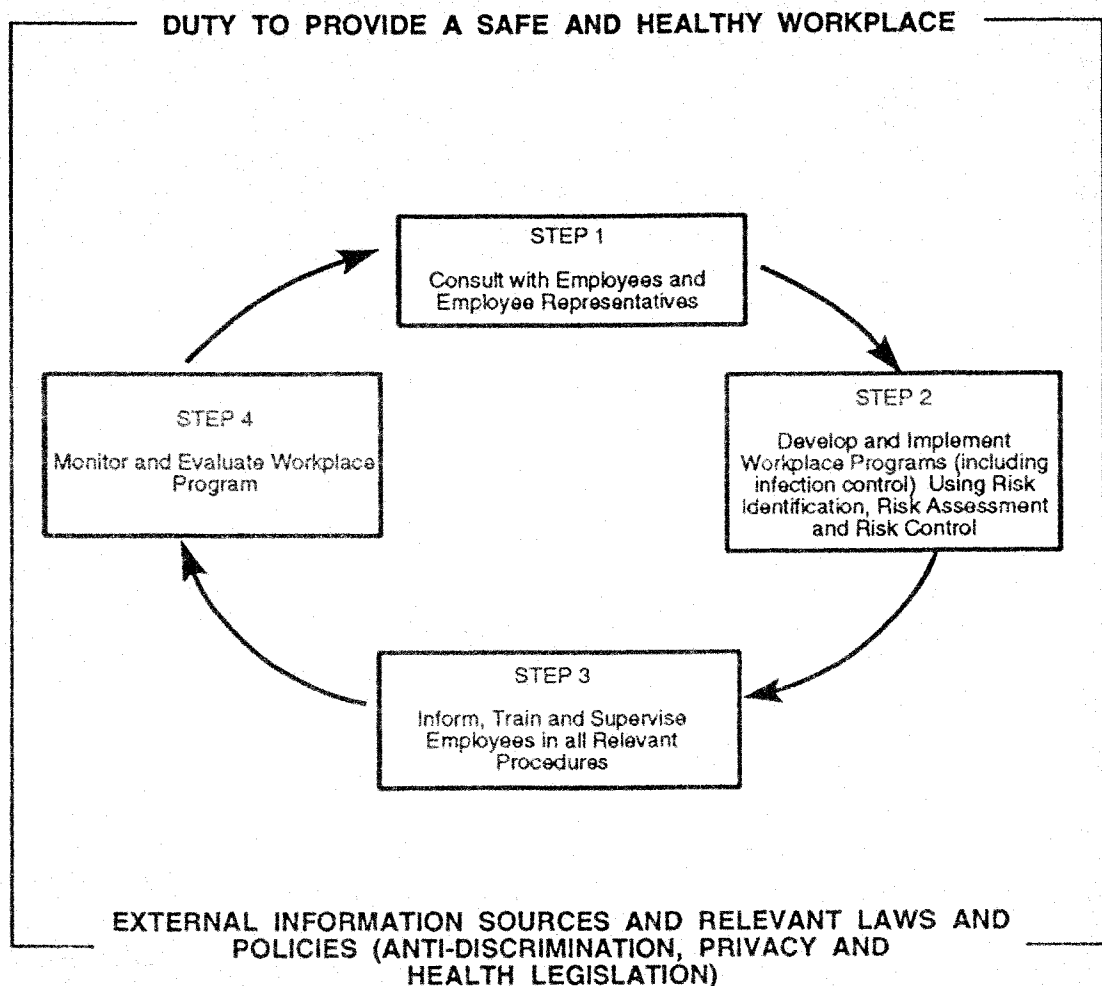 DUTY TO PROVIDE A SAFE AND HEALTHY WORKPLACE
STEP 1
Consult with Employees and
Employee Representatives
STEP 2
Develop and Implement
Workplace Programs (including
infection control) Using Risk
Identification, Risk Assessment
and Risk Control
STEP 3
Inform, Train and Supervise
Employees in all Relevant
Procedures
STEP 4
Monitor and Evaluate Workplace
Program
EXTERNAL INFORMATION SOURCES AND RELEVANT LAWS AND
POLICIES (ANTI-DISCRIMINATION, PRIVACY AND
HEALTH LEGISLATION)